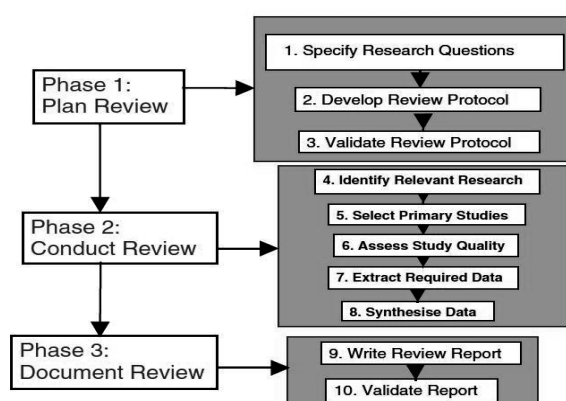 Phase 1:
Plan Review
1. Specify Research Questions
2. Develop Review Protocol
3. Validate Review Protocol
Phase 2:
Conduct Review
4. Identify Relevant Research
5. Select Primary Studies
6. Assess Study Quality
7. Extract Required Data
8. Synthesise Data
Phase 3:
Document Review
9. Write Review Report
10. Validate Report